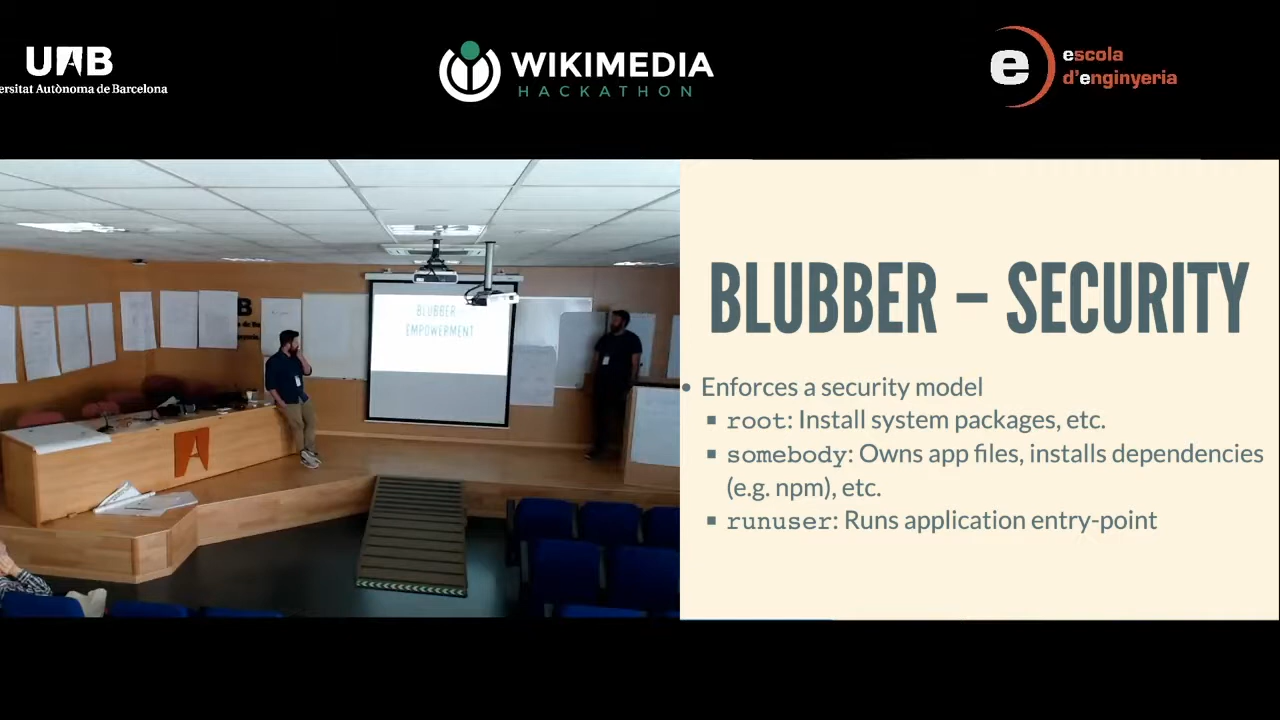 UAB
ersitat Autònoma de Barcelona
WIKIMEDIA
HACKATHON
e
escola
d'enginyeria
BLUBBER
EMPOWERMENT
BLUBBER – SECURITY
• Enforces a security model
▪ root: Install system packages, etc.
▪ somebody: Owns app files, installs dependencies
(e.g. npm), etc.
▪ runuser: Runs application entry-point